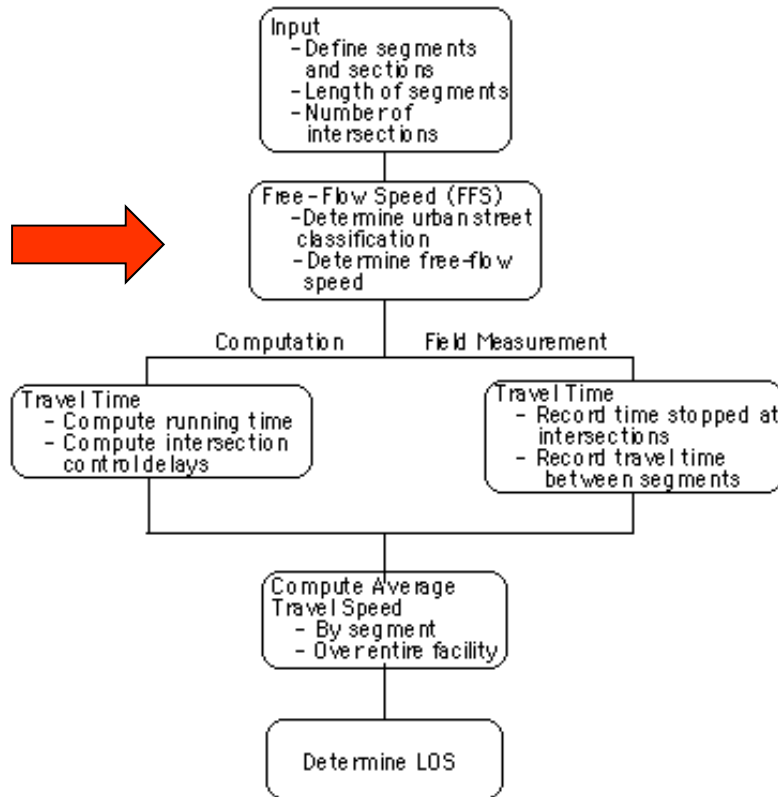 Input
- Define segments
and sections
- Length of segments
- Number of
intersections
Free-Flow Speed (FFS)
- Determine urban street
classification
- Determine free-flow
speed
Computation
Field Measurement
Travel Time
- Compute running time
- Compute intersection
control delays
Travel Time
- Record time stopped at
intersections
- Record travel time
between segments
Compute Average
Travel Speed
- By segment
- Over entire facility
Determine LOS